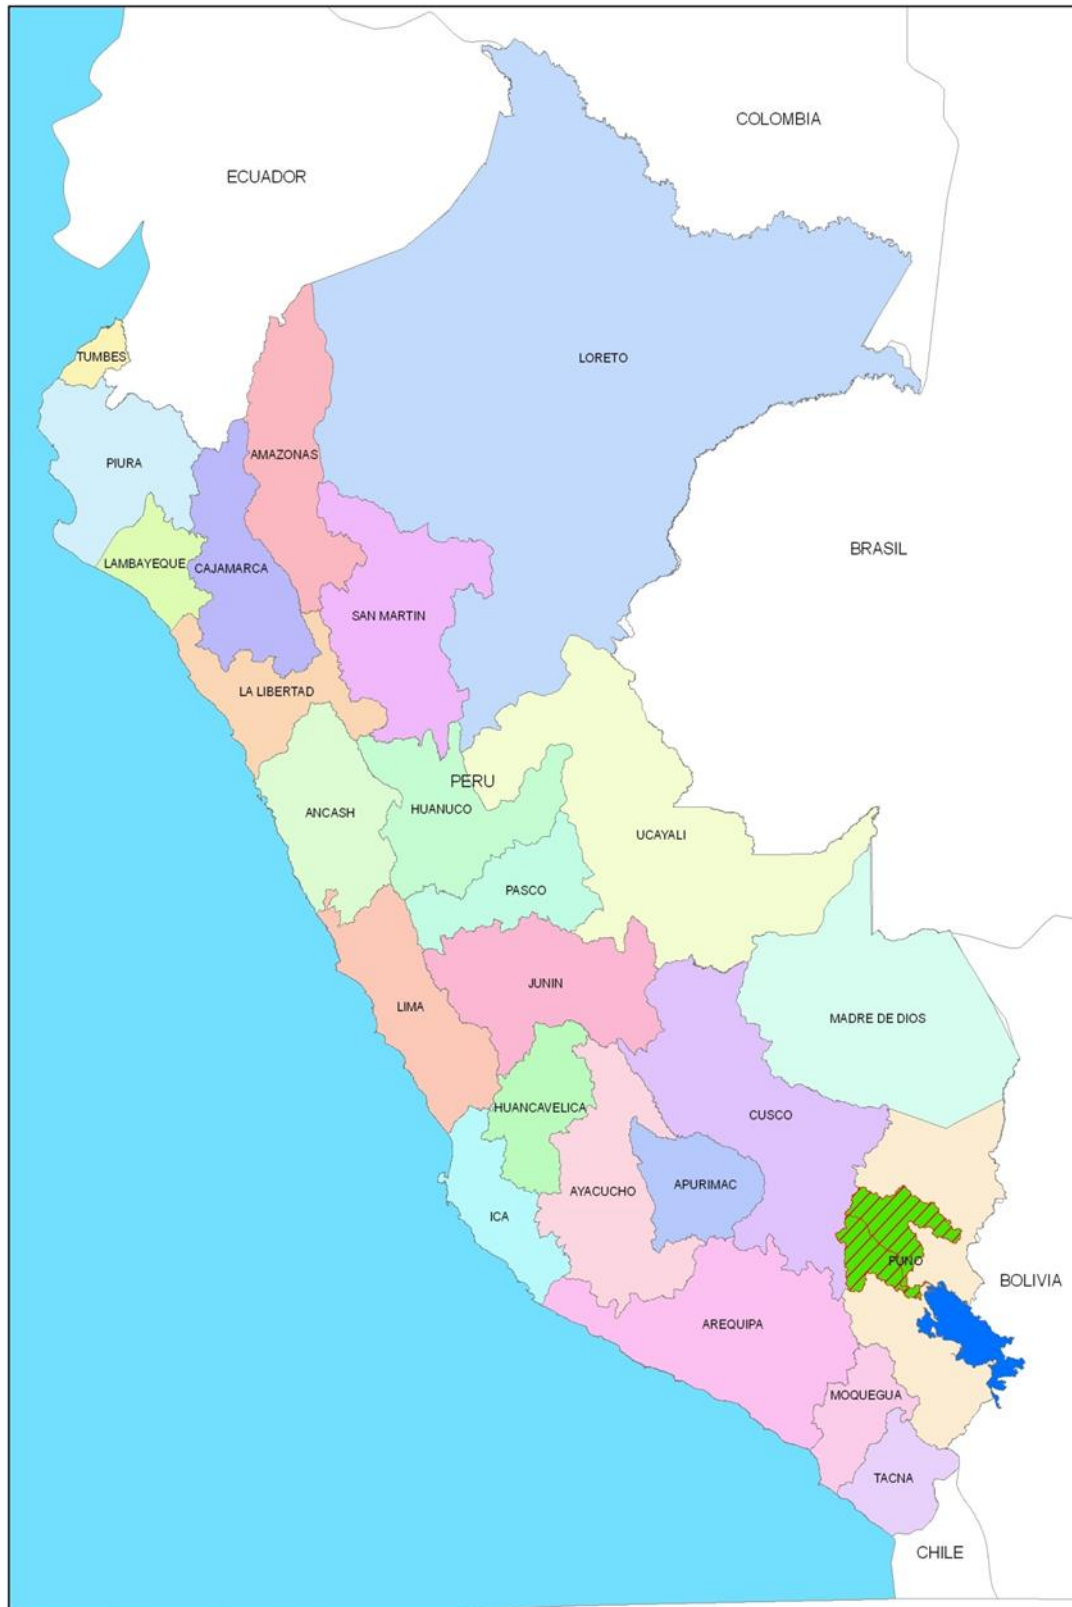 COLOMBIA
ECUADOR
TUMBES
LORETO
AMAZONAS
PIURA
BRASIL
LAMBAYEQUE
CAJAMARCA
SAN MARTIN
LA LIBERTAD
PERU
ANCASH
HUANUCO
UCAYALI
PASCO
JUNIN
LIMA
MADRE DE DIOS
HUANCAVELICA
CUSCO
APURIMAC
AYACUCHO
ICA
PUNO
BOLIVIA
AREQUIPA
MOQUEGUA
TACNA
CHILE